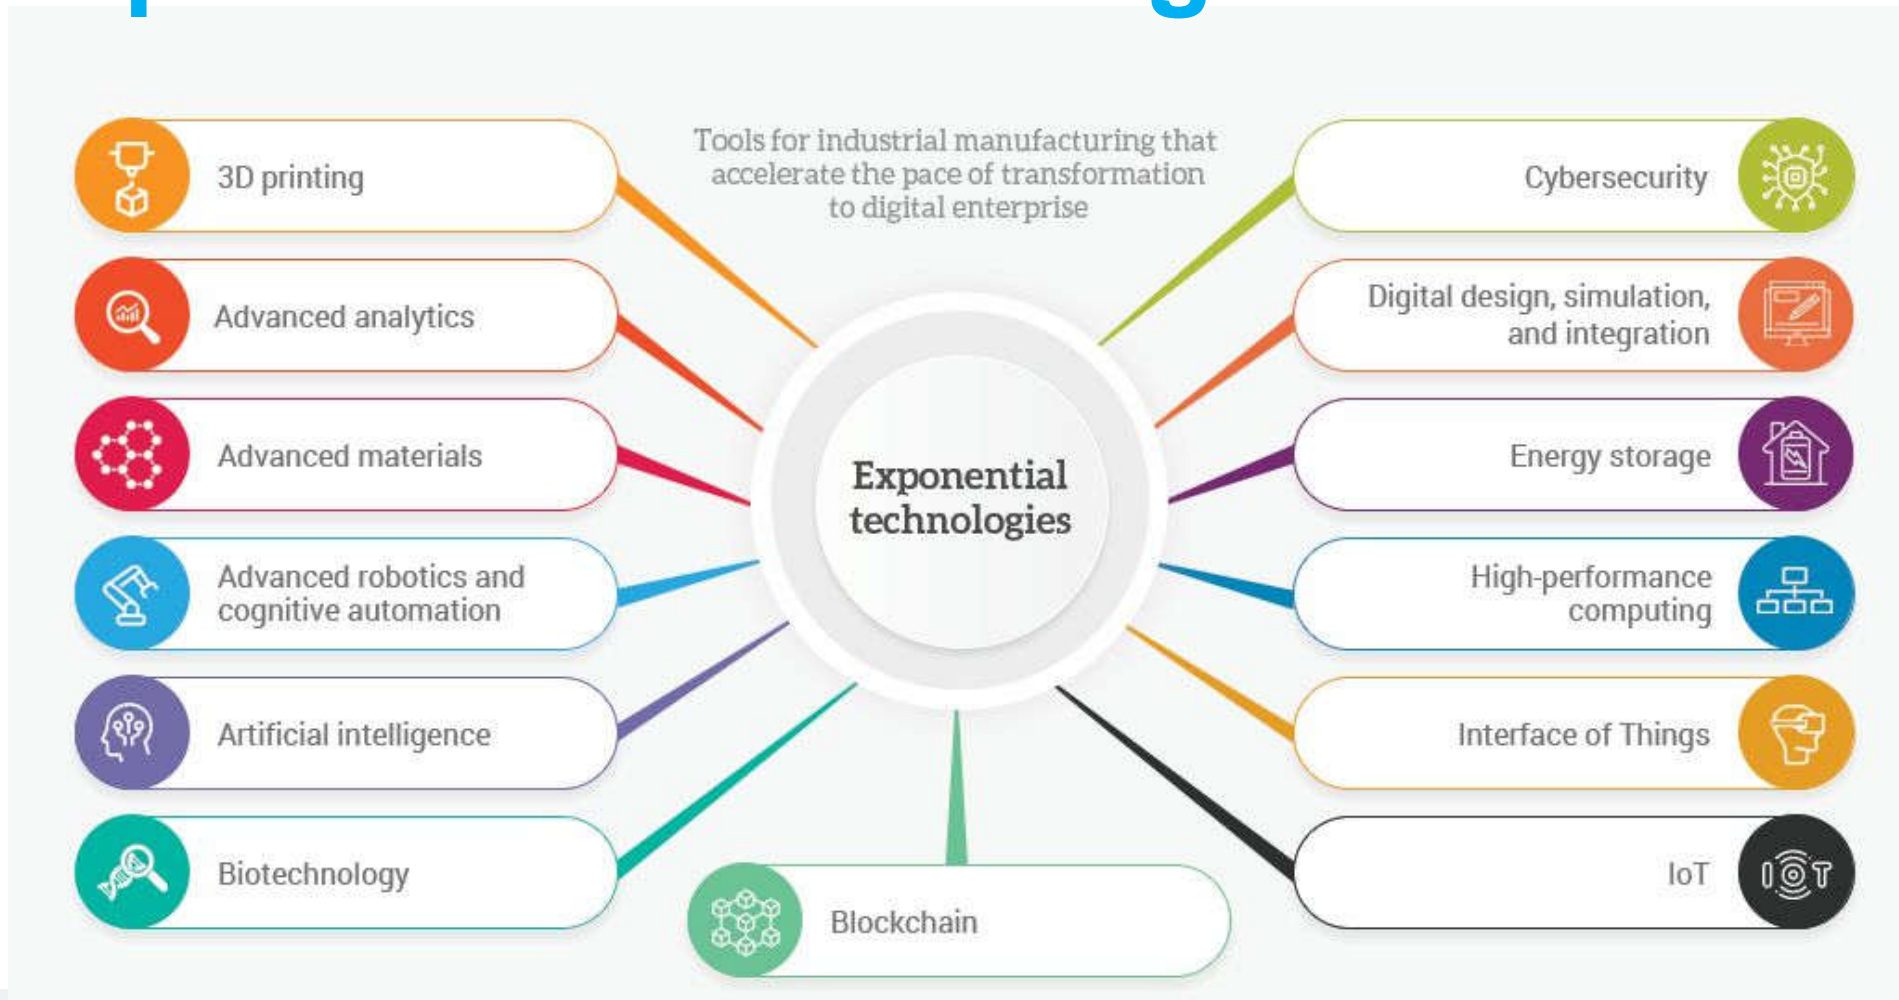 Tools for industrial manufacturing that
accelerate the pace of transformation
to digital enterprise
3D printing
Advanced analytics
Advanced materials
Advanced robotics and
cognitive automation
Artificial intelligence
Biotechnology
Exponential
technologies
Blockchain
Cybersecurity
Digital design, simulation,
and integration
Energy storage
High-performance
computing
Interface of Things
IoT
IOT